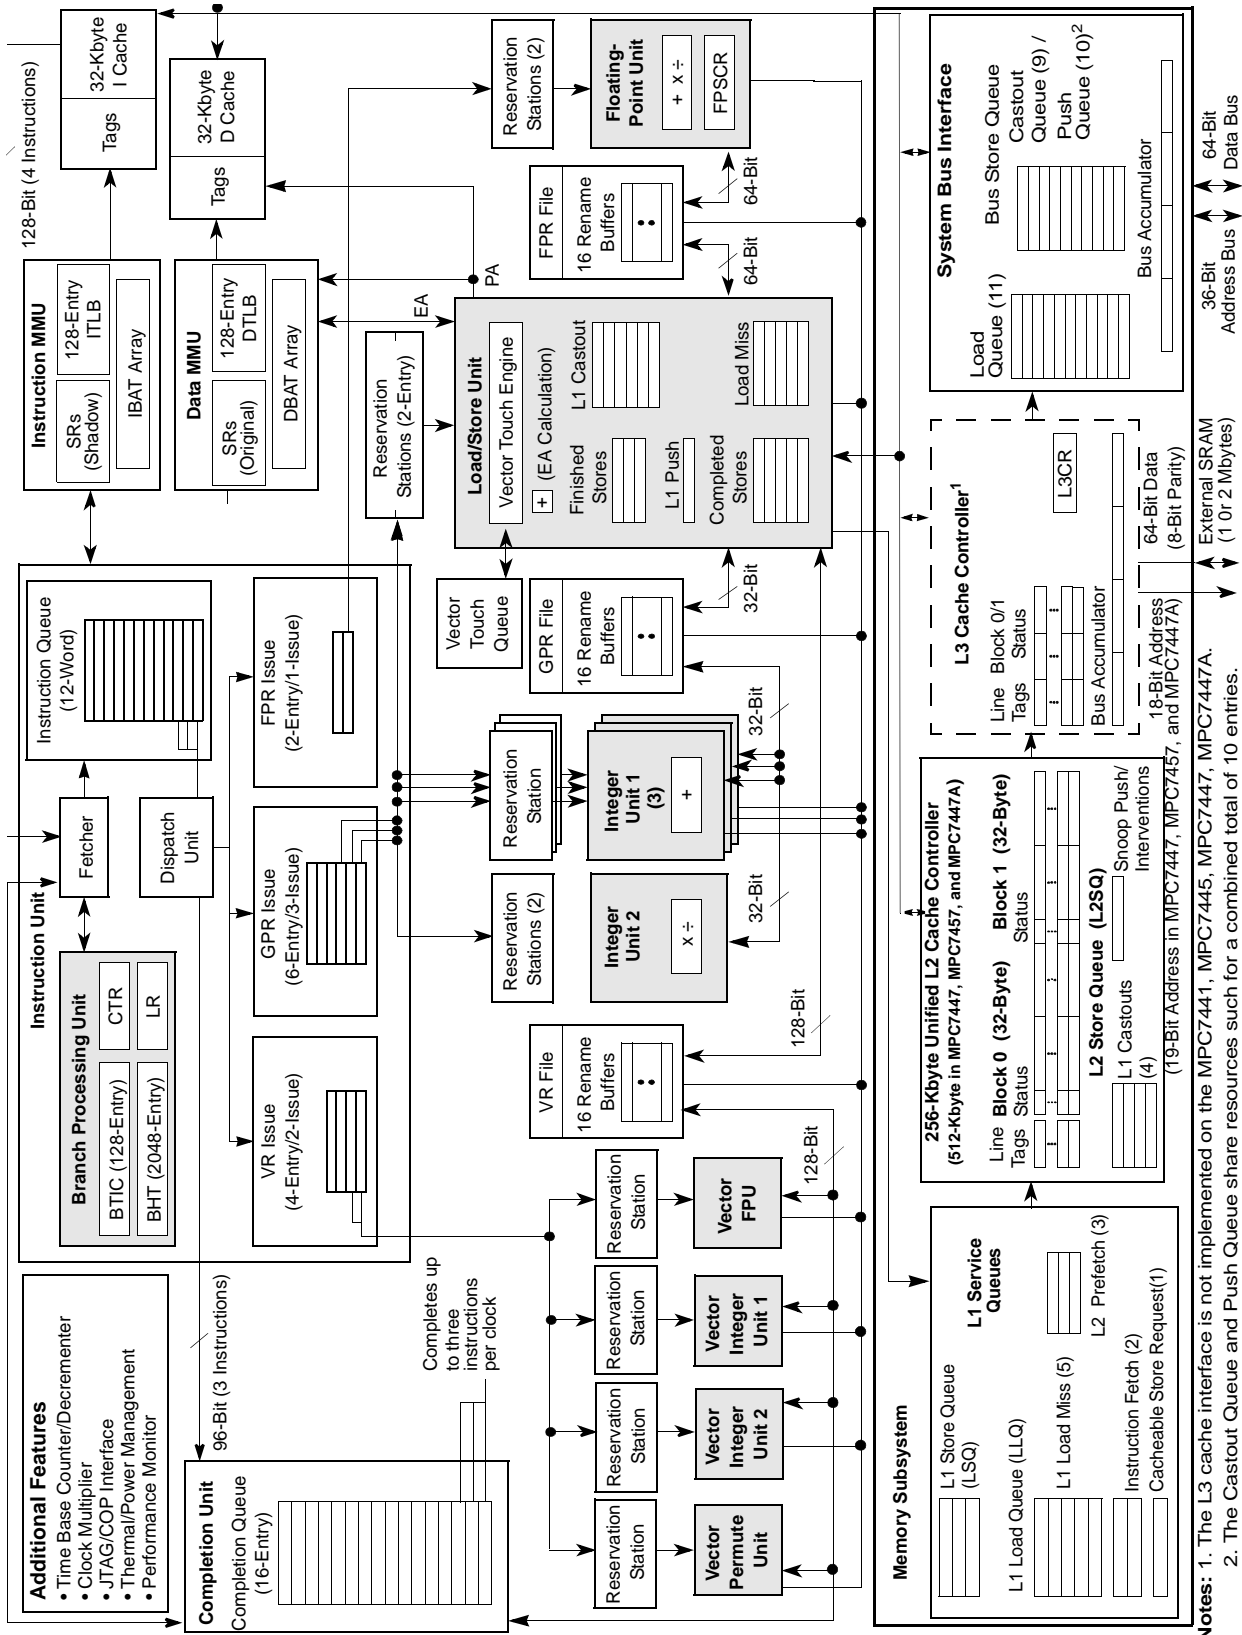 Additional Features
• Time Base Counter/Decrementer
• Clock Multiplier
• JTAG/COP Interface
• Thermal/Power Management
• Performance Monitor
Instruction Unit
Branch Processing Unit
BTIC (128-Entry)
CTR
BHT (2048-Entry)
LR
Fetcher
Dispatch
Unit
Instruction Queue
(12-Word)
Instruction MMU
SRs
(Shadow)
128-Entry
ITLB
IBAT Array
128-Bit (4 Instructions)
Tags
32-Kbyte
I Cache
Data MMU
SRs
(Original)
128-Entry
DTLB
DBAT Array
Tags
32-Kbyte
D Cache
96-Bit (3 Instructions)
VR Issue
(4-Entry/2-Issue)
GPR Issue
(6-Entry/3-Issue)
FPR Issue
(2-Entry/1-Issue)
EA
PA
Completion Unit
Completion Queue
(16-Entry)
Completes up
to three
instructions
per clock
Reservation
Stations (2-Entry)
Vector
Touch
Queue
Load/Store Unit
Vector Touch Engine
+
(EA Calculation)
Finished
Stores
L1 Castout
L1 Push
Completed
Stores
Load Miss
Reservation
Stations (2)
Reservation
Station
Reservation
Stations (2)
VR File
16 Rename
Buffers
GPR File
16 Rename
Buffers
FPR File
16 Rename
Buffers
Integer
Unit 2
x ÷
Integer
Unit 1
(3)
+
Floating-
Point Unit
+ x ÷
FPSCR
Reservation
Station
Reservation
Station
Reservation
Station
Reservation
Station
Vector
Permute
Unit
Vector
Integer
Unit 2
Vector
Integer
Unit 1
Vector
FPU
128-Bit
128-Bit
32-Bit
32-Bit
32-Bit
64-Bit
64-Bit
Memory Subsystem
L1 Store Queue
(LSQ)
L1 Load Queue (LLQ)
L1 Load Miss (5)
Instruction Fetch (2)
Cacheable Store Request(1)
L1 Service
Queues
L2 Prefetch (3)
256-Kbyte Unified L2 Cache Controller
(512-Kbyte in MPC7447, MPC7457, and MPC7447A)
Line
Tags
Block 0 (32-Byte)
Status
Block 1 (32-Byte)
Status
L2 Store Queue (L2SQ)
L1 Castouts
(4)
Snoop Push/
Interventions
L3 Cache Controller1
Line
Tags
Block 0/1
Status
L3CR
Bus Accumulator
System Bus Interface
Load
Queue (11)
Bus Store Queue
Castout
Queue (9) /
Push
Queue (10)2
Bus Accumulator
18-Bit Address
(19-Bit Address in MPC7447, MPC7457, and MPC7447A)
64-Bit Data
(8-Bit Parity)
External SRAM
(1 0r 2 Mbytes)
36-Bit
Address Bus
64-Bit
Data Bus
Notes: 1. The L3 cache interface is not implemented on the MPC7441, MPC7445, MPC7447, MPC7447A.
2. The Castout Queue and Push Queue share resources such for a combined total of 10 entries.